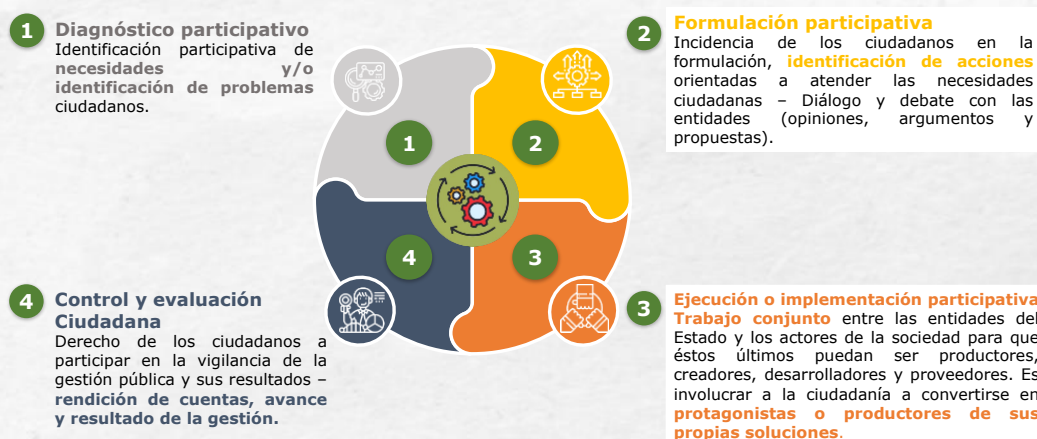 1
Diagnóstico participativo
Identificación participativa de
necesidades y/o
identificación de problemas
ciudadanos.
2
Formulación participativa
Incidencia de los ciudadanos en la
formulación, identificación de acciones
orientadas a atender las necesidades
ciudadanas – Diálogo y debate con las
entidades (opiniones, argumentos y
propuestas).
1
2
4
3
4
Control y evaluación
Ciudadana
Derecho de los ciudadanos a
participar en la vigilancia de la
gestión pública y sus resultados –
rendición de cuentas, avance
y resultado de la gestión.
3
Ejecución o implementación participativa
Trabajo conjunto entre las entidades del
Estado y los actores de la sociedad para que
éstos últimos puedan ser productores,
creadores, desarrolladores y proveedores. Es
involucrar a la ciudadanía a convertirse en
protagonistas o productores de sus
propias soluciones.